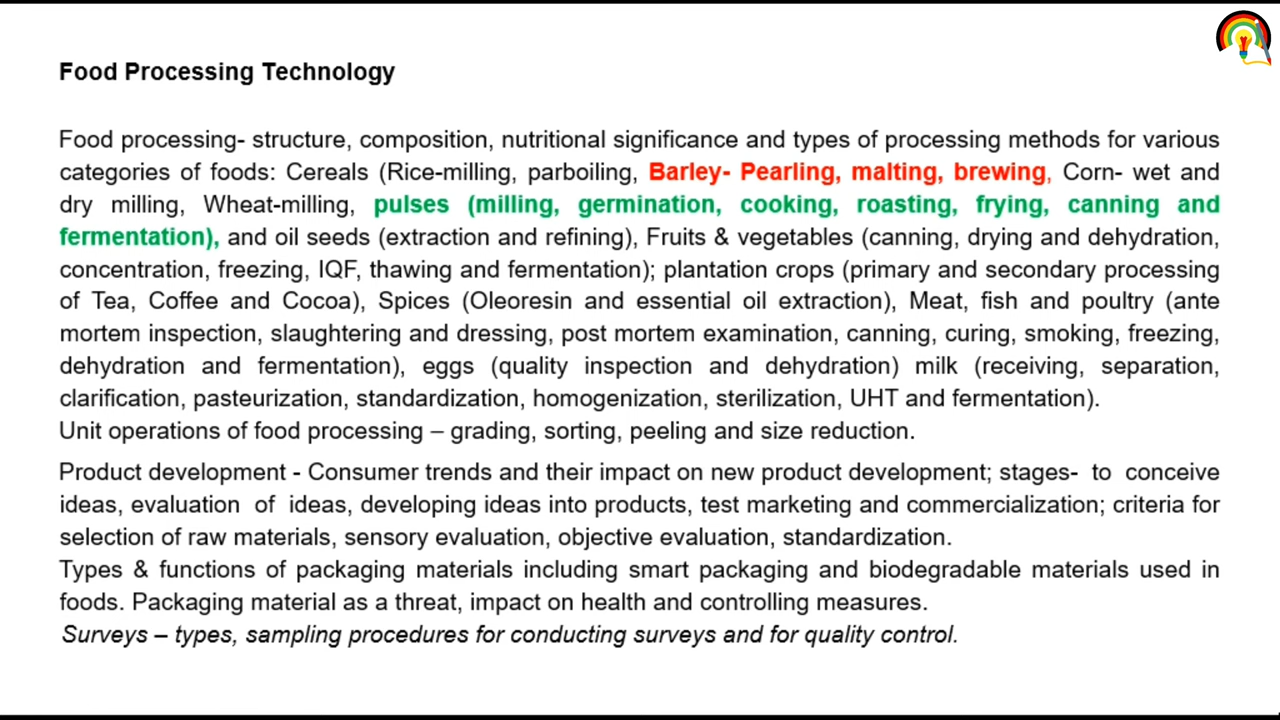 Food Processing Technology
Food processing- structure, composition, nutritional significance and types of processing methods for various
categories of foods: Cereals (Rice-milling, parboiling, Barley- Pearling, malting, brewing, Corn- wet and
dry milling, Wheat-milling, pulses (milling, germination, cooking, roasting, frying, canning and
fermentation), and oil seeds (extraction and refining), Fruits & vegetables (canning, drying and dehydration,
concentration, freezing, IQF, thawing and fermentation); plantation crops (primary and secondary processing
of Tea, Coffee and Cocoa), Spices (Oleoresin and essential oil extraction), Meat, fish and poultry (ante
mortem inspection, slaughtering and dressing, post mortem examination, canning, curing, smoking, freezing,
dehydration and fermentation), eggs (quality inspection and dehydration) milk (receiving, separation,
clarification, pasteurization, standardization, homogenization, sterilization, UHT and fermentation).
Unit operations of food processing – grading, sorting, peeling and size reduction.
Product development - Consumer trends and their impact on new product development; stages- to conceive
ideas, evaluation of ideas, developing ideas into products, test marketing and commercialization; criteria for
selection of raw materials, sensory evaluation, objective evaluation, standardization.
Types & functions of packaging materials including smart packaging and biodegradable materials used in
foods. Packaging material as a threat, impact on health and controlling measures.
Surveys – types, sampling procedures for conducting surveys and for quality control.